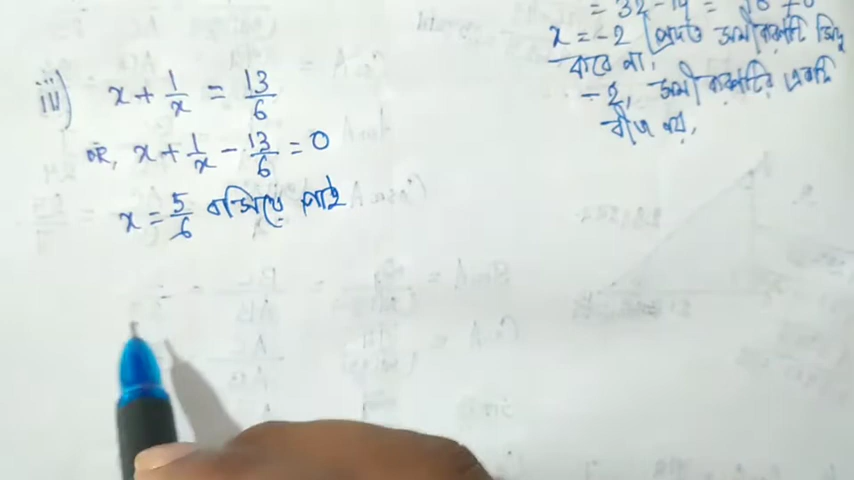 iii) x + 1/x = 13/6
OR, x + 1/x - 13/6 = 0
x = 5/6 বসিয়ে পাই
x = -2 প্রদত্ত সমীকরণটি সিদ্ধ
করে না।
-2, সমীকরণটির একটি
বীজ নয়,